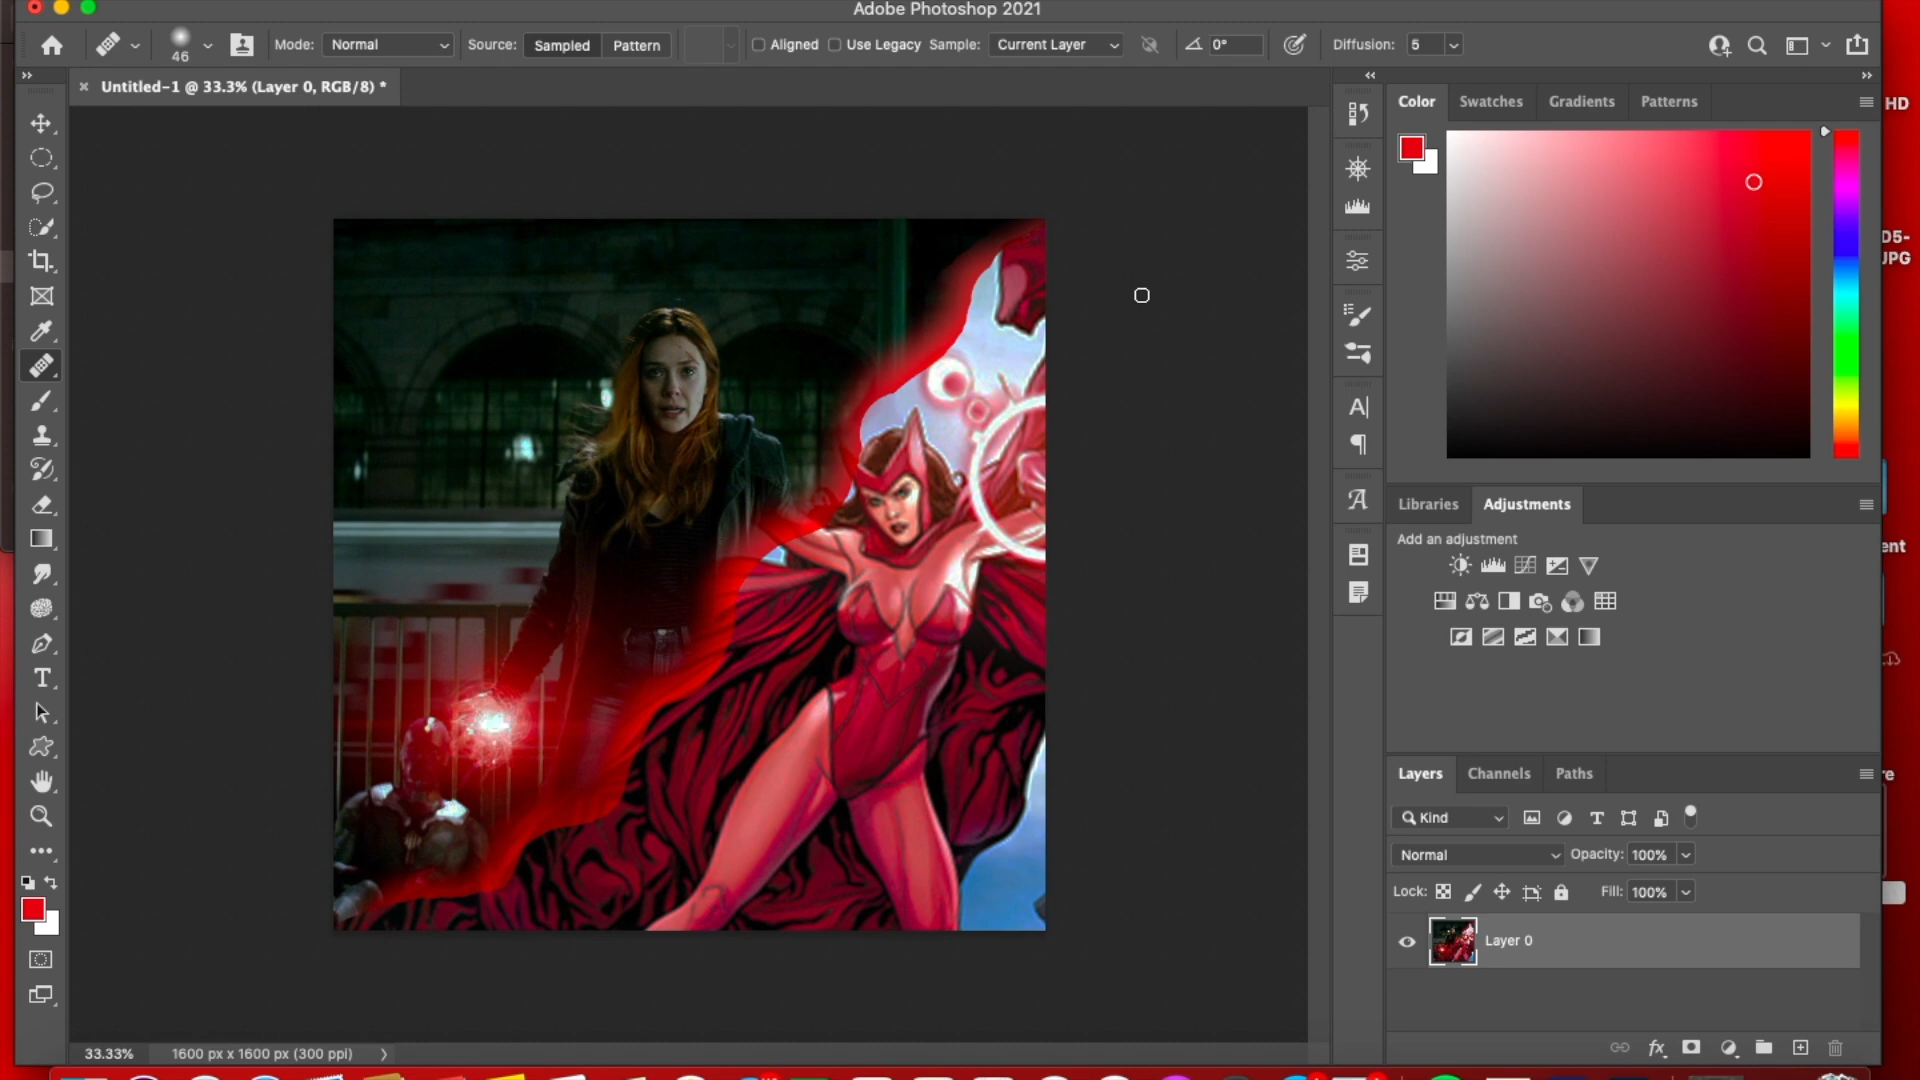 Adobe Photoshop 2021
46
Mode: Normal
Source: Sampled Pattern
Aligned
Use Legacy
Sample: Current Layer
0°
Diffusion: 5
Untitled-1 @ 33.3% (Layer 0, RGB/8) *
Color Swatches Gradients Patterns
HD
D5-
JPG
Libraries Adjustments
Add an adjustment
ent
Layers Channels Paths
re
Kind
Normal
Opacity: 100%
Lock:
Fill: 100%
Layer 0
fx
33.33%
1600 px x 1600 px (300 ppi)